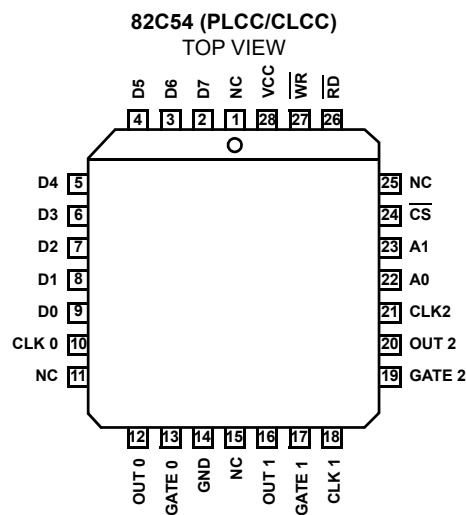 82C54 (PLCC/CLCC)
TOP VIEW
D5 D6 D7 NC VCC WR RD
4 3 2 1 28 27 26
D4 5 25 NC
D3 6 24 CS
D2 7 23 A1
D1 8 22 A0
D0 9 21 CLK2
CLK 0 10 20 OUT 2
NC 11 19 GATE 2
12 13 14 15 16 17 18
OUT 0 GATE 0 GND NC OUT 1 GATE 1 CLK 1